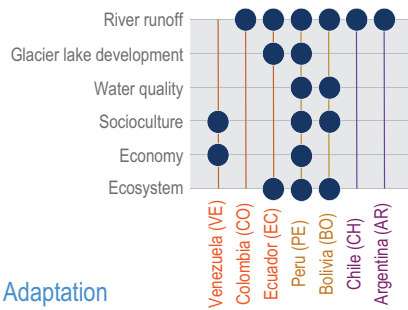 River runoff
Glacier lake development
Water quality
Socioculture
Economy
Ecosystem
Venezuela (VE)
Colombia (CO)
Ecuador (EC)
Peru (PE)
Bolivia (BO)
Chile (CH)
Argentina (AR)
Adaptation